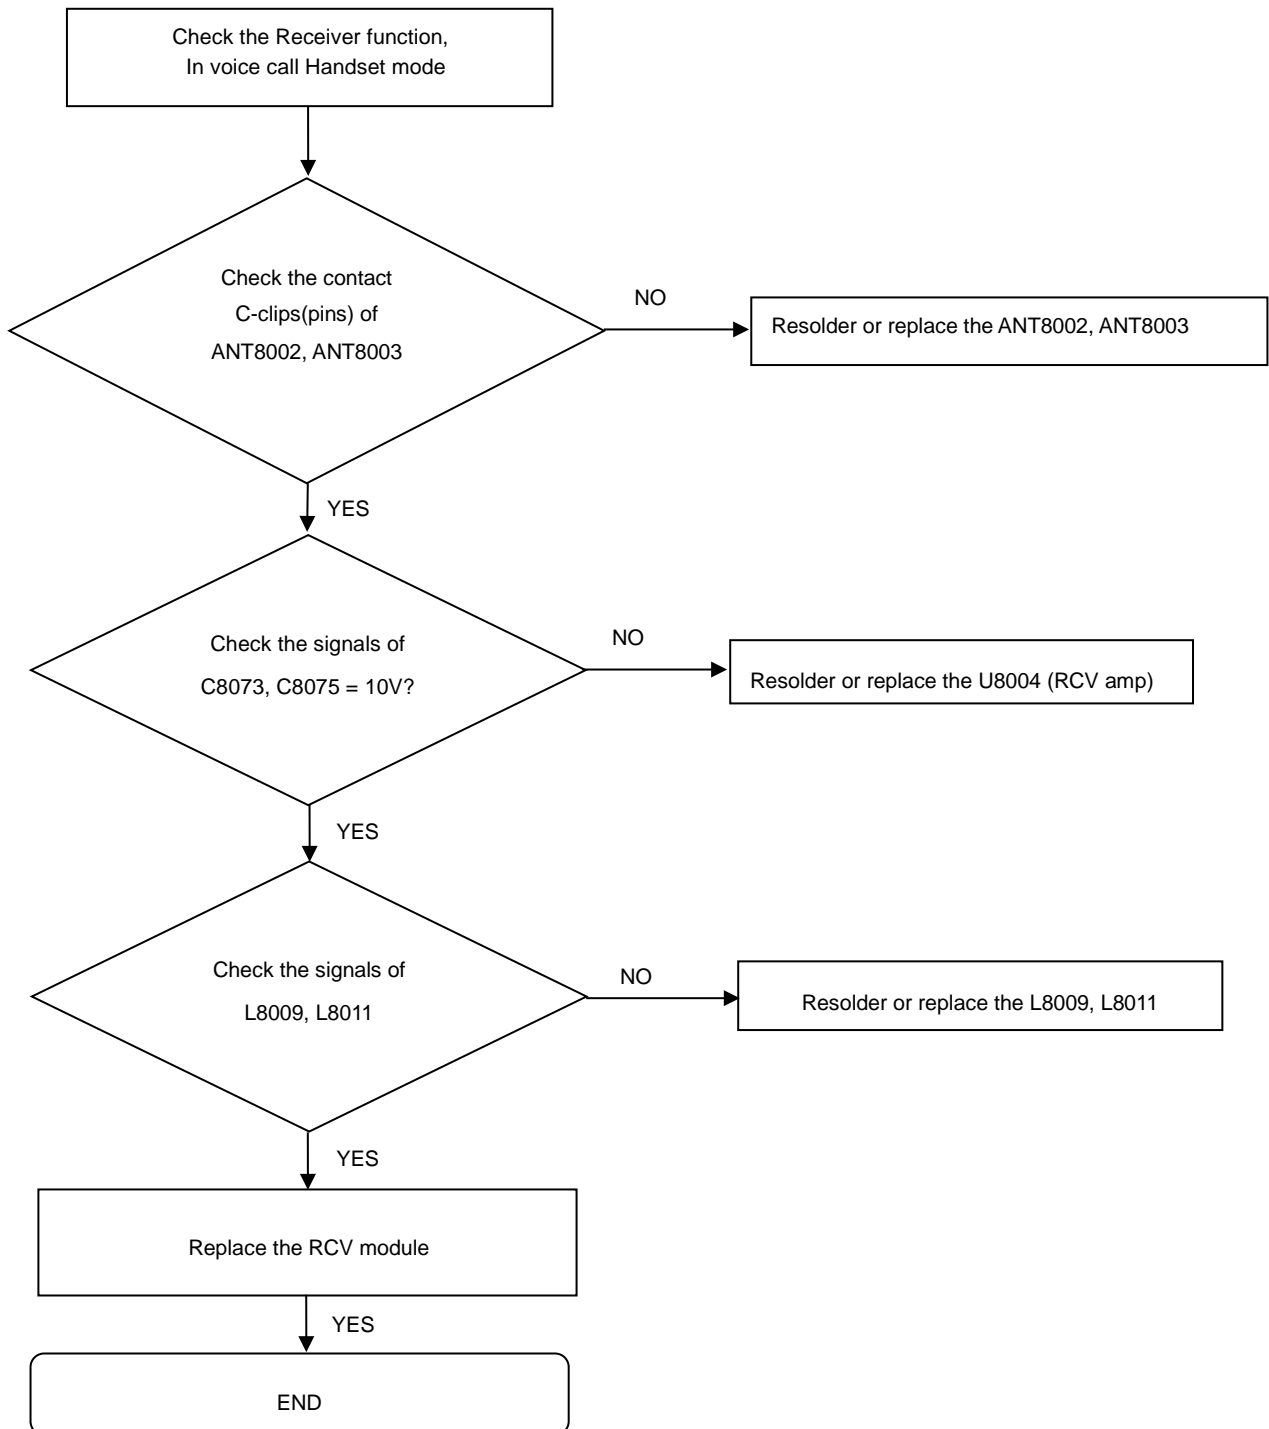 Check the Receiver function,
In voice call Handset mode
Check the contact
C-clips(pins) of
ANT8002, ANT8003
NO
Resolder or replace the ANT8002, ANT8003
YES
Check the signals of
C8073, C8075 = 10V?
NO
Resolder or replace the U8004 (RCV amp)
YES
Check the signals of
L8009, L8011
NO
Resolder or replace the L8009, L8011
YES
Replace the RCV module
YES
END